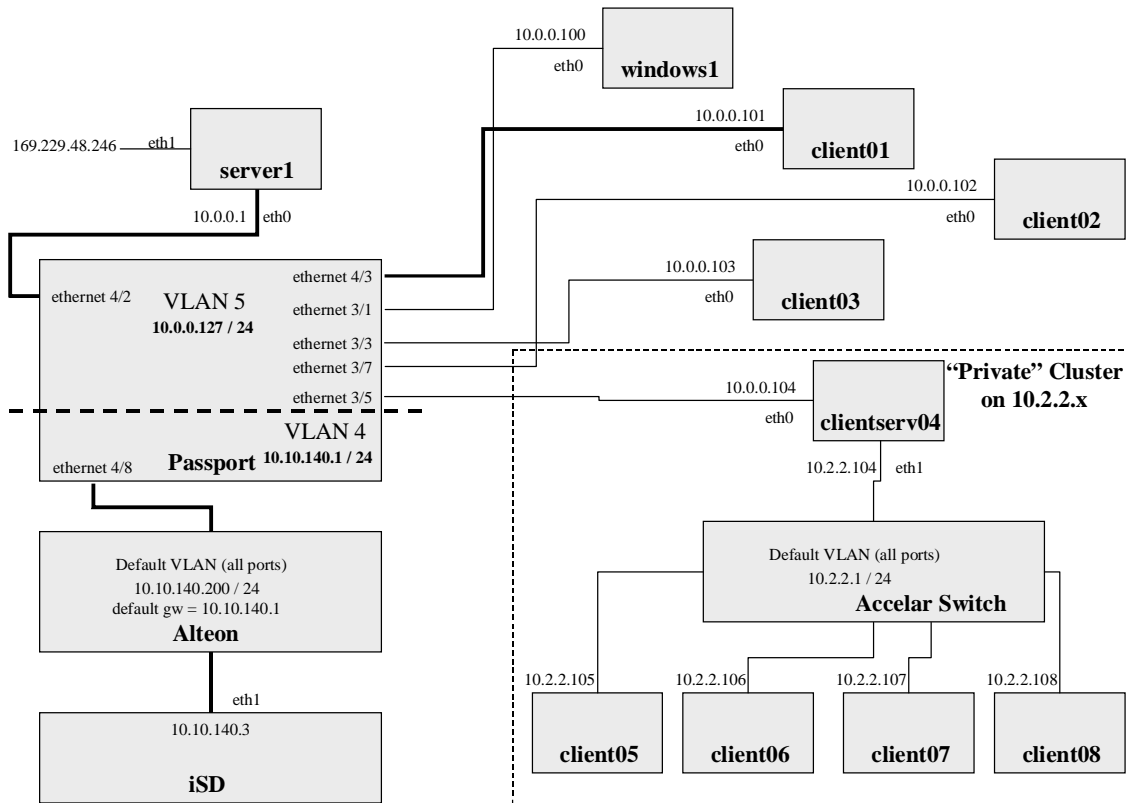 10.0.0.100
eth0
windows1
10.0.0.101
eth0
client01
169.229.48.246
eth1
server1
10.0.0.1
eth0
10.0.0.102
eth0
client02
10.0.0.103
eth0
client03
ethernet 4/2
VLAN 5
10.0.0.127 / 24
ethernet 4/3
ethernet 3/1
ethernet 3/3
ethernet 3/7
ethernet 3/5
VLAN 4
10.10.140.1 / 24
ethernet 4/8
Passport
10.0.0.104
eth0
clientserv04
“Private” Cluster
on 10.2.2.x
10.2.2.104
eth1
Default VLAN (all ports)
10.10.140.200 / 24
default gw = 10.10.140.1
Alteon
Default VLAN (all ports)
10.2.2.1 / 24
Accelar Switch
eth1
10.10.140.3
iSD
10.2.2.105
client05
10.2.2.106
client06
10.2.2.107
client07
10.2.2.108
client08